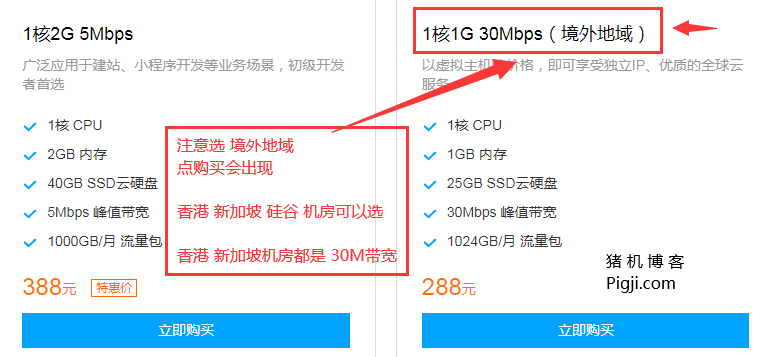 1核2G 5Mbps
广泛应用于建站、小程序开发等业务场景，初级开发
者首选
1核 CPU
2GB 内存
40GB SSD云硬盘
5Mbps 峰值带宽
1000GB/月 流量包
388元 特惠价
立即购买
注意选 境外地域
点购买会出现
香港 新加坡 硅谷 机房可以选
香港 新加坡机房都是 30M带宽
1核1G 30Mbps（境外地域）
以虚拟主机 价格，即可享受独立IP、优质的全球云
服务
1核 CPU
1GB 内存
25GB SSD云硬盘
30Mbps 峰值带宽
1024GB/月 流量包
288元
立即购买
猪机博客
Pigji.com